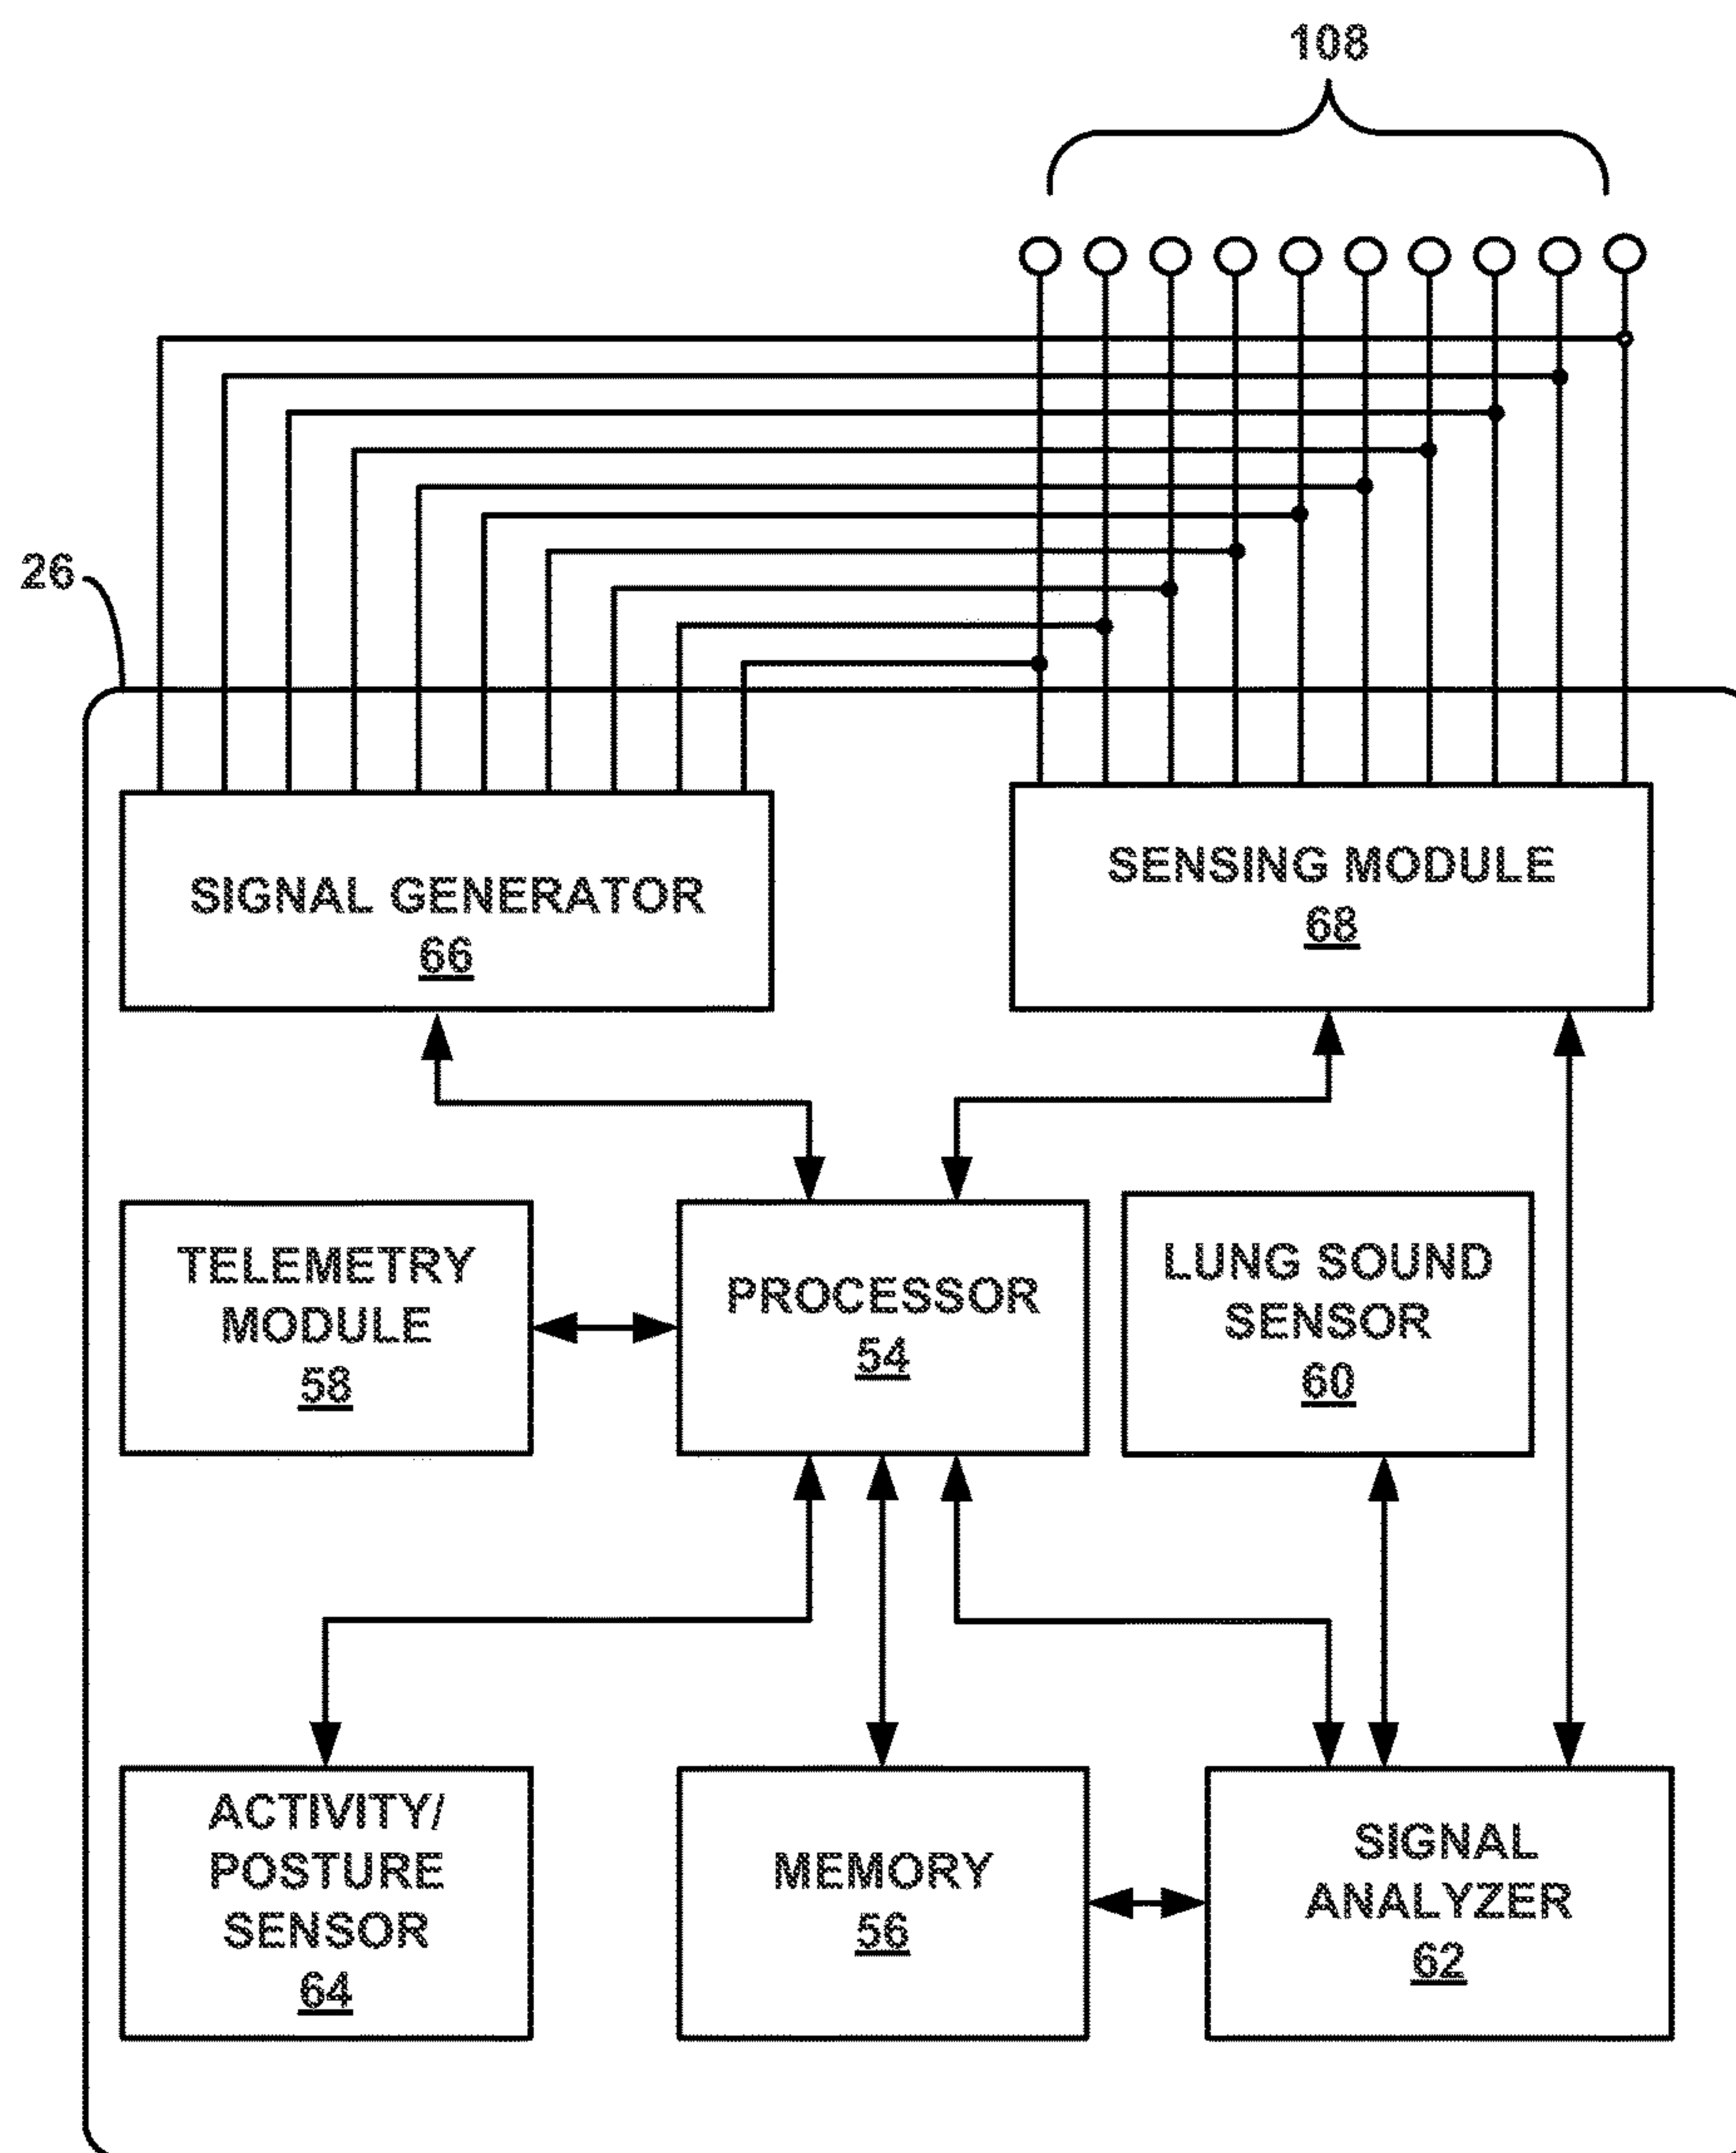 108
26
SIGNAL GENERATOR
66
SENSING MODULE
68
TELEMETRY
MODULE
58
PROCESSOR
54
LUNG SOUND
SENSOR
60
ACTIVITY/
POSTURE
SENSOR
64
MEMORY
56
SIGNAL
ANALYZER
62